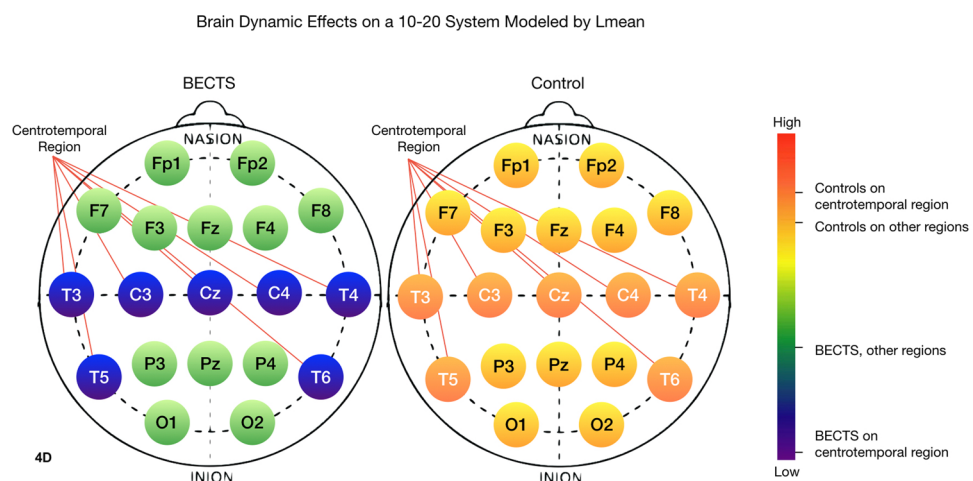 Brain Dynamic Effects on a 10-20 System Modeled by Lmean
BECTS
Control
Centrotemporal
Region
Centrotemporal
Region
NASION
NASION
Fp1 Fp2
Fp1 Fp2
F7 F3 Fz F4 F8
F7 F3 Fz F4 F8
T3 C3 Cz C4 T4
T3 C3 Cz C4 T4
T5 P3 Pz P4 T6
T5 P3 Pz P4 T6
O1 O2
O1 O2
4D
INION
INION
High
Controls on
centrotemporal region
Controls on other regions
BECTS, other regions
BECTS on
centrotemporal region
Low